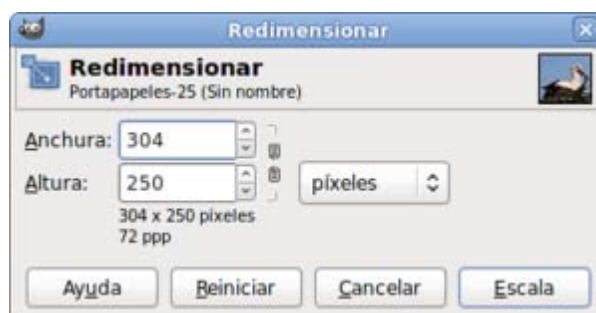 Redimensionar
Redimensionar
Portapapeles-25 (Sin nombre)
Anchura: 304
Altura: 250 píxeles
304 x 250 píxeles
72 ppp
Ayuda Reiniciar Cancelar Escala